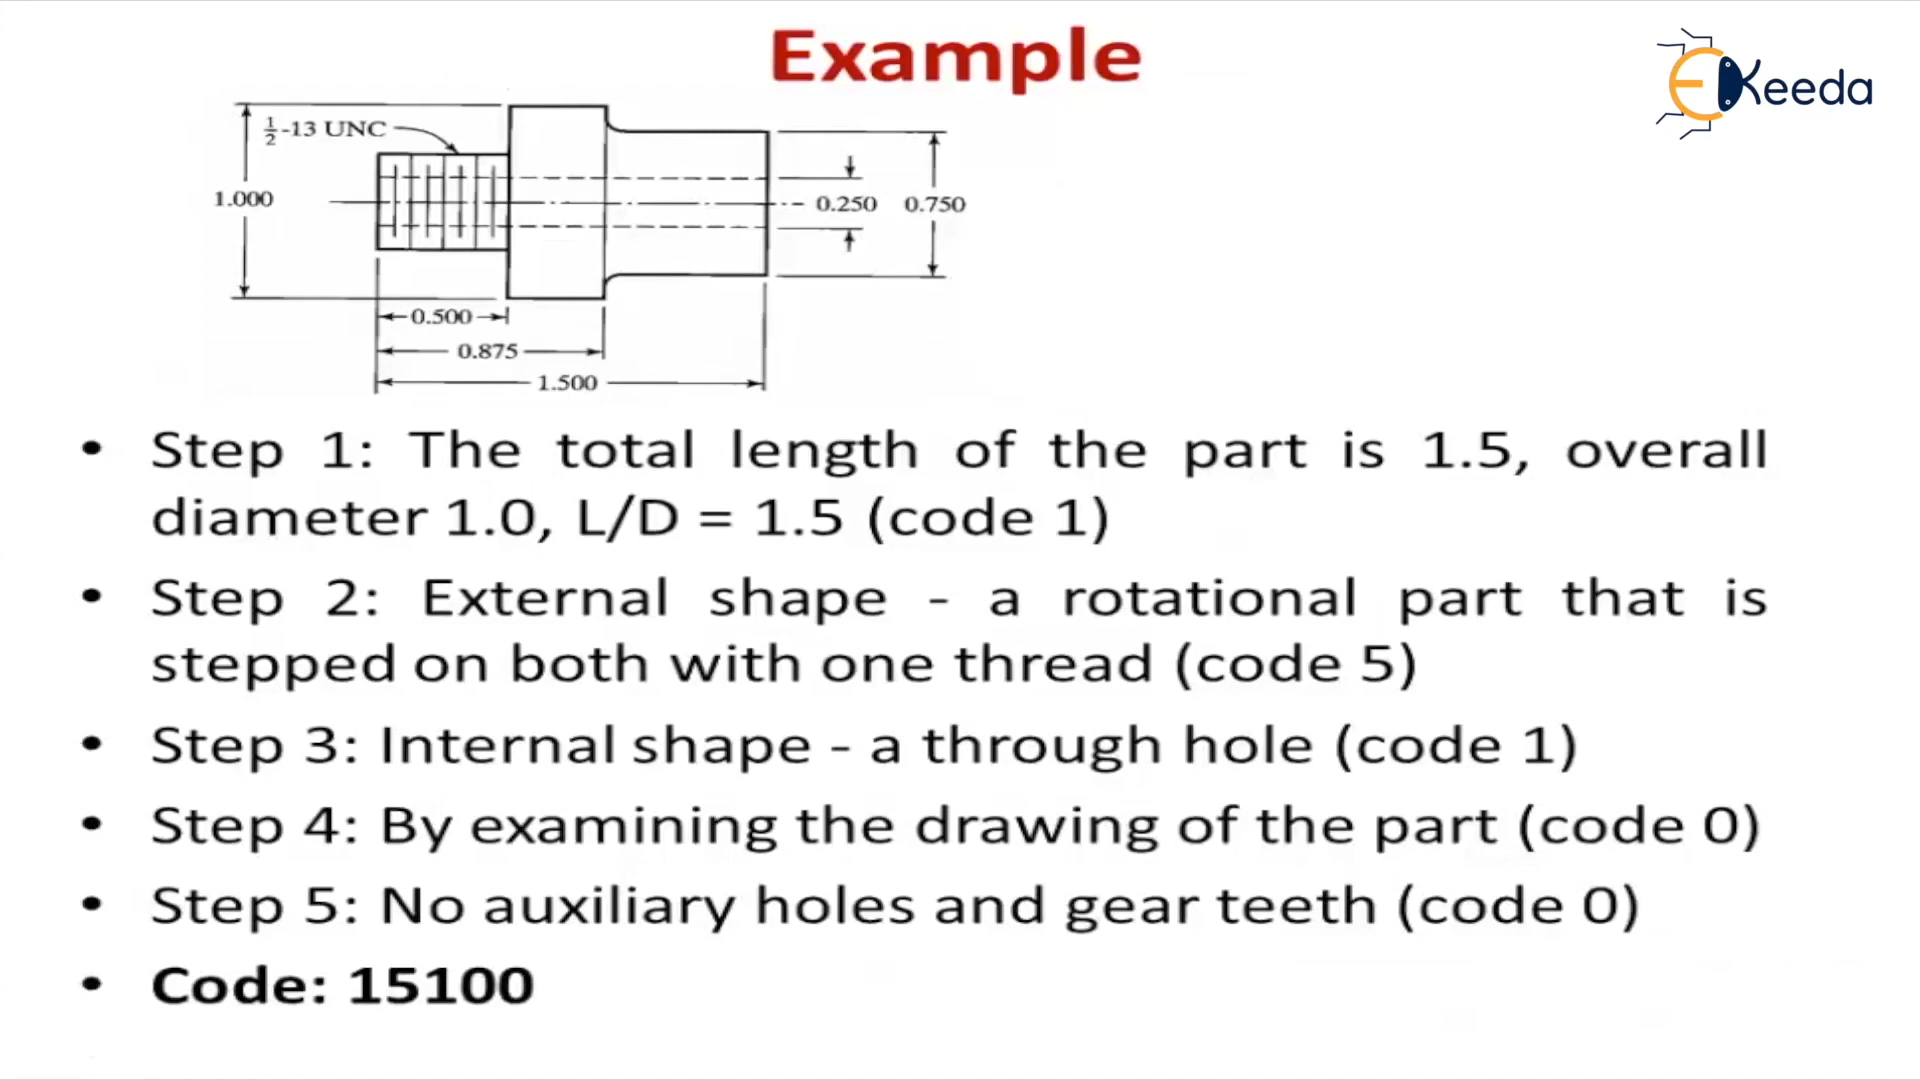 Example
EKeeda
1/2-13 UNC
1.000
0.250 0.750
0.500
0.875
1.500
• Step 1: The total length of the part is 1.5, overall
diameter 1.0, L/D = 1.5 (code 1)
• Step 2: External shape - a rotational part that is
stepped on both with one thread (code 5)
• Step 3: Internal shape - a through hole (code 1)
• Step 4: By examining the drawing of the part (code 0)
• Step 5: No auxiliary holes and gear teeth (code 0)
• Code: 15100